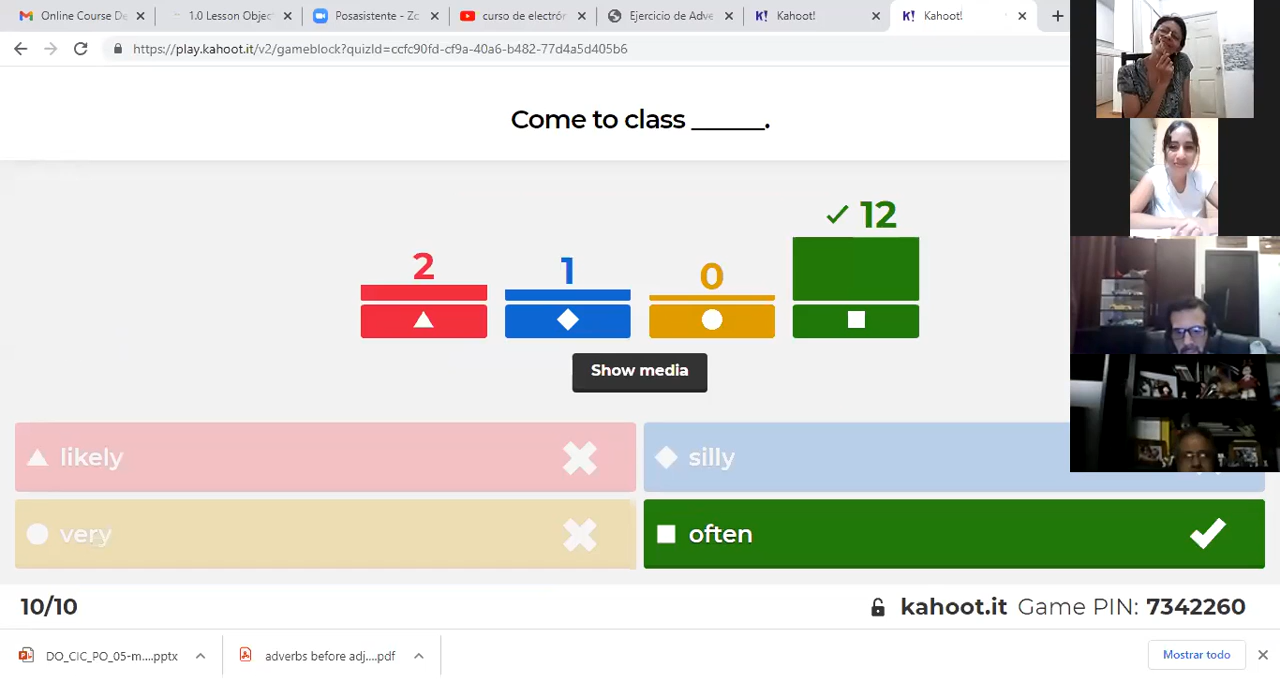 Online Course De
1.0 Lesson Objec
Posasistente - Zo
curso de electrór
Ejercicio de Adve
Kahoot!
Kahoot!
https://play.kahoot.it/v2/gameblock?quizId=ccfc90fd-cf9a-40a6-b482-77d4a5d405b6
Come to class ______.
2
1
0
12
Show media
likely
silly
very
often
10/10
kahoot.it Game PIN: 7342260
DO_CIC_PO_05-m....pptx
adverbs before adj....pdf
Mostrar todo